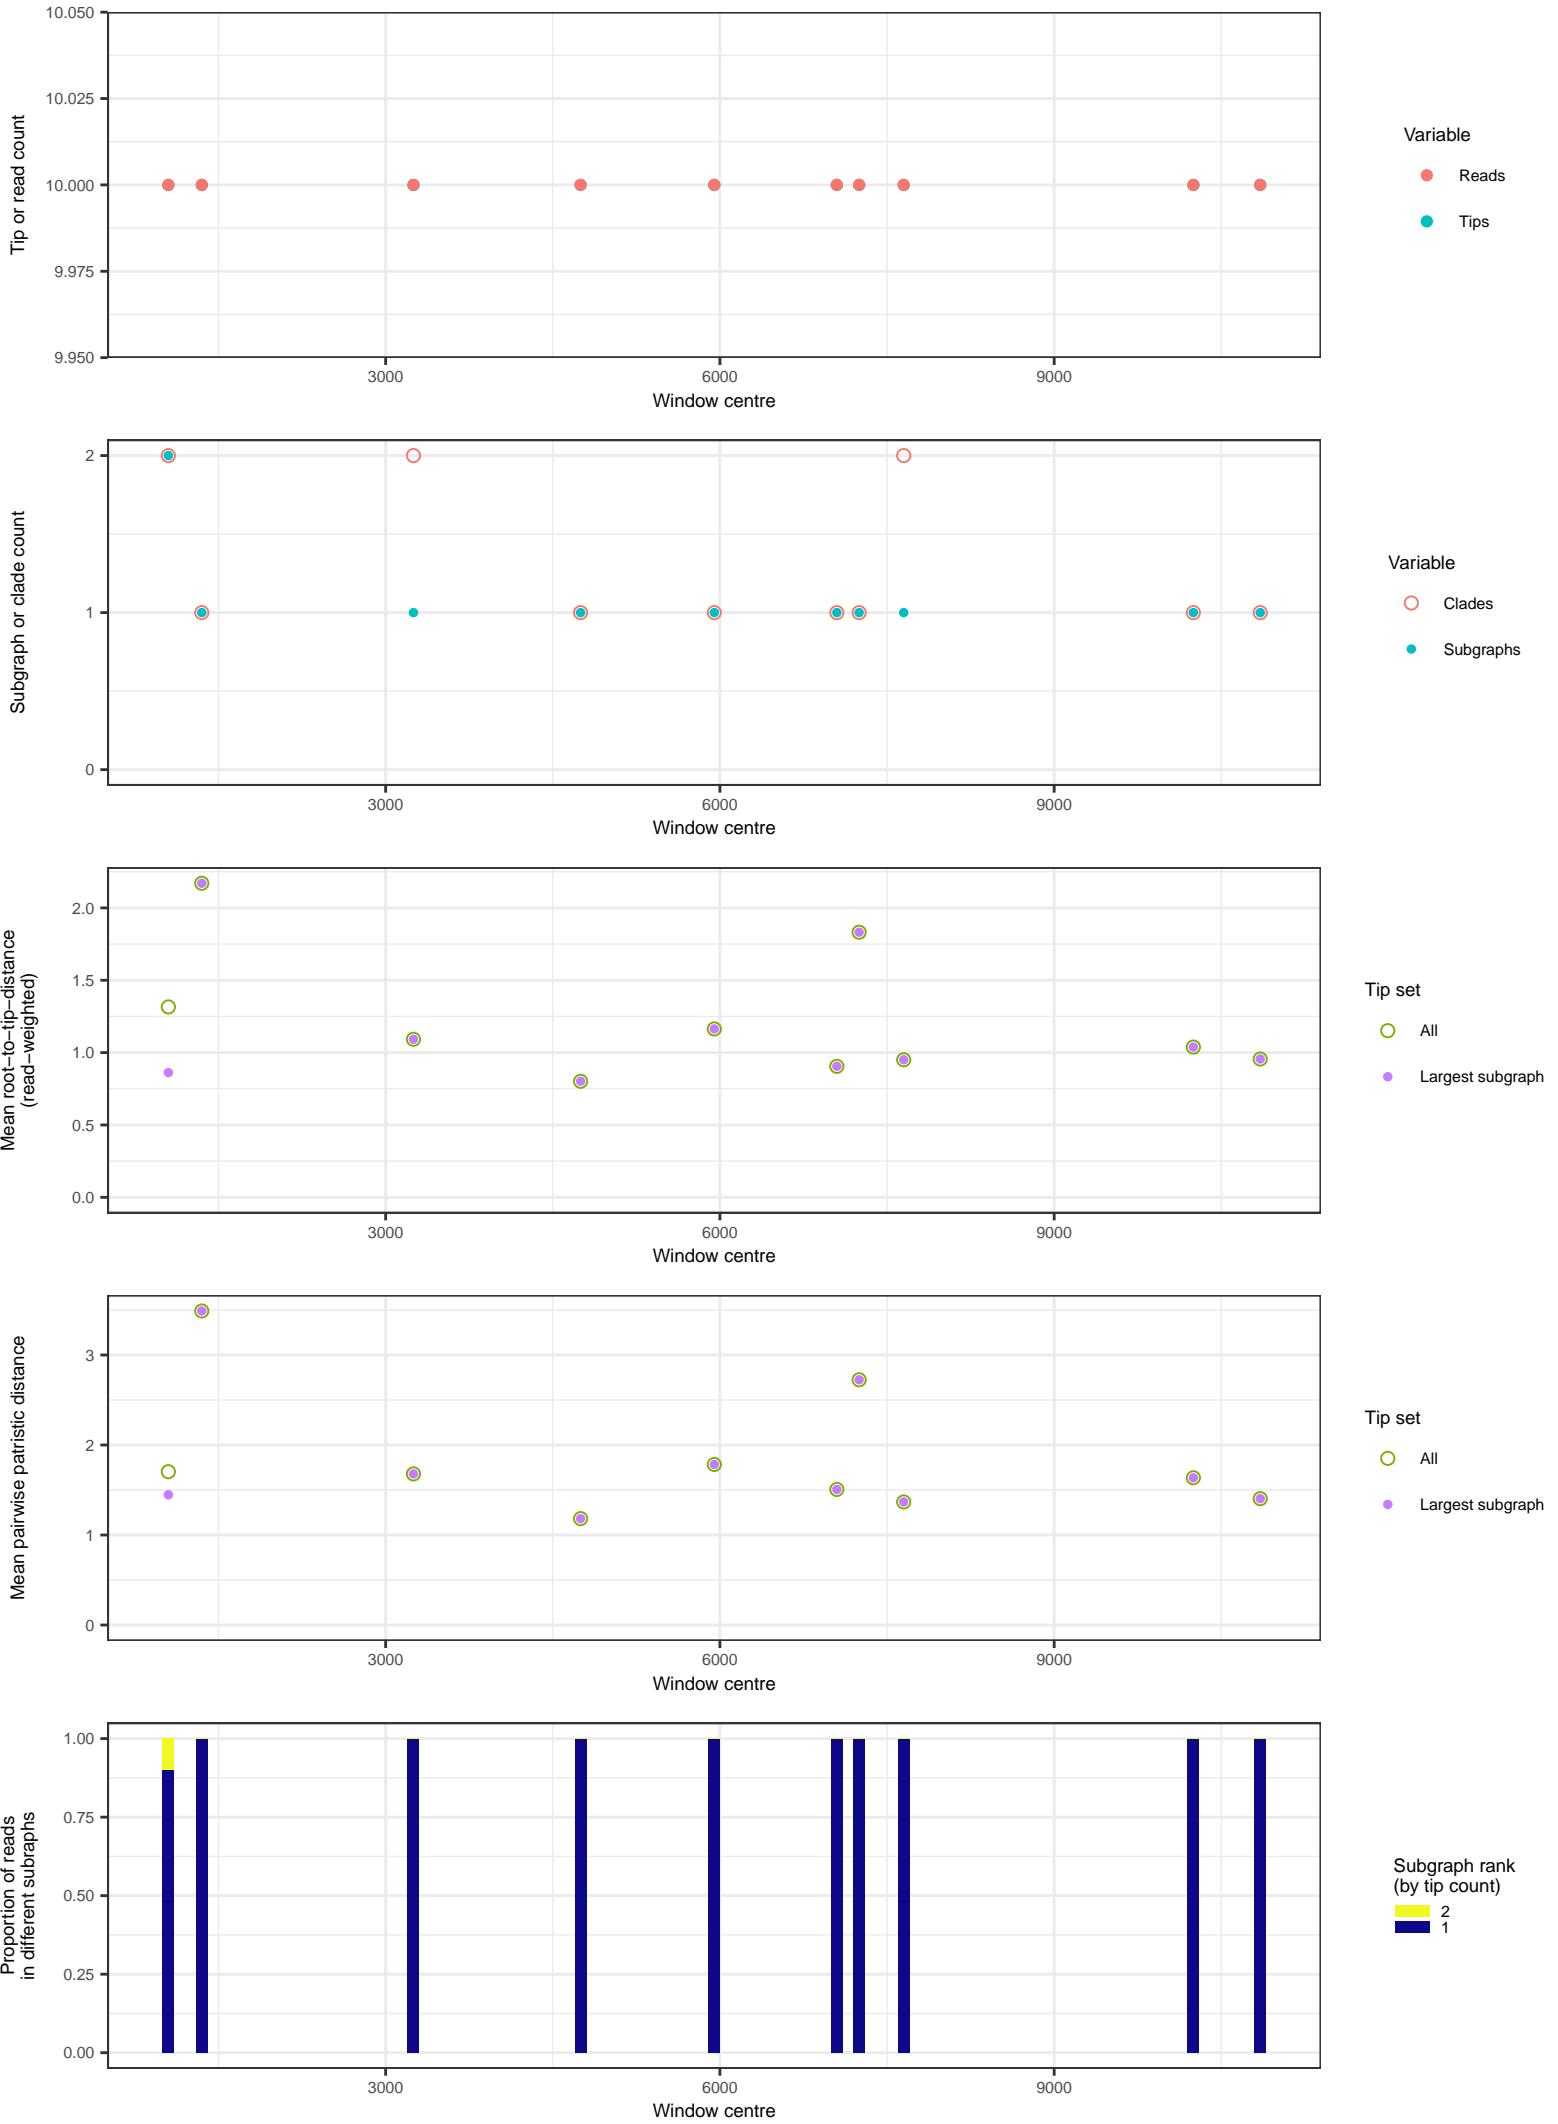 10.050
10.025
10.000
9.975
9.950
Tip or read count
3000
6000
9000
Window centre
Variable
Reads
Tips
2
1
0
Subgraph or clade count
3000
6000
9000
Window centre
Variable
Clades
Subgraphs
2.0
1.5
1.0
0.5
0.0
Mean root−to−tip−distance
(read−weighted)
3000
6000
9000
Window centre
Tip set
All
Largest subgraph
3
2
1
0
Mean pairwise patristic distance
3000
6000
9000
Window centre
Tip set
All
Largest subgraph
1.00
0.75
0.50
0.25
0.00
Proportion of reads
in different subraphs
3000
6000
9000
Window centre
Subgraph rank
(by tip count)
2
1